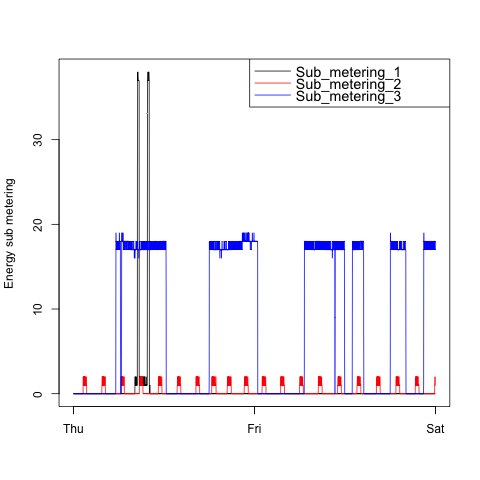 Sub_metering_1
Sub_metering_2
Sub_metering_3
Energy sub metering
30
20
10
0
Thu
Fri
Sat